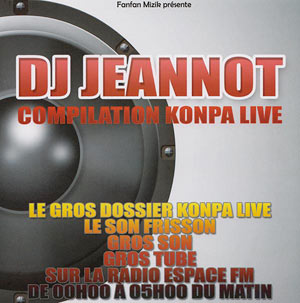 Fanfan Mizik présente
DJ JEANNOT
COMPILATION KONPA LIVE
LE GROS DOSSIER KONPA LIVE
LE SON FRISSON
GROS SON
GROS TUBE
SUR LA RADIO ESPACE FM
DE 00H00 À 05H00 DU MATIN